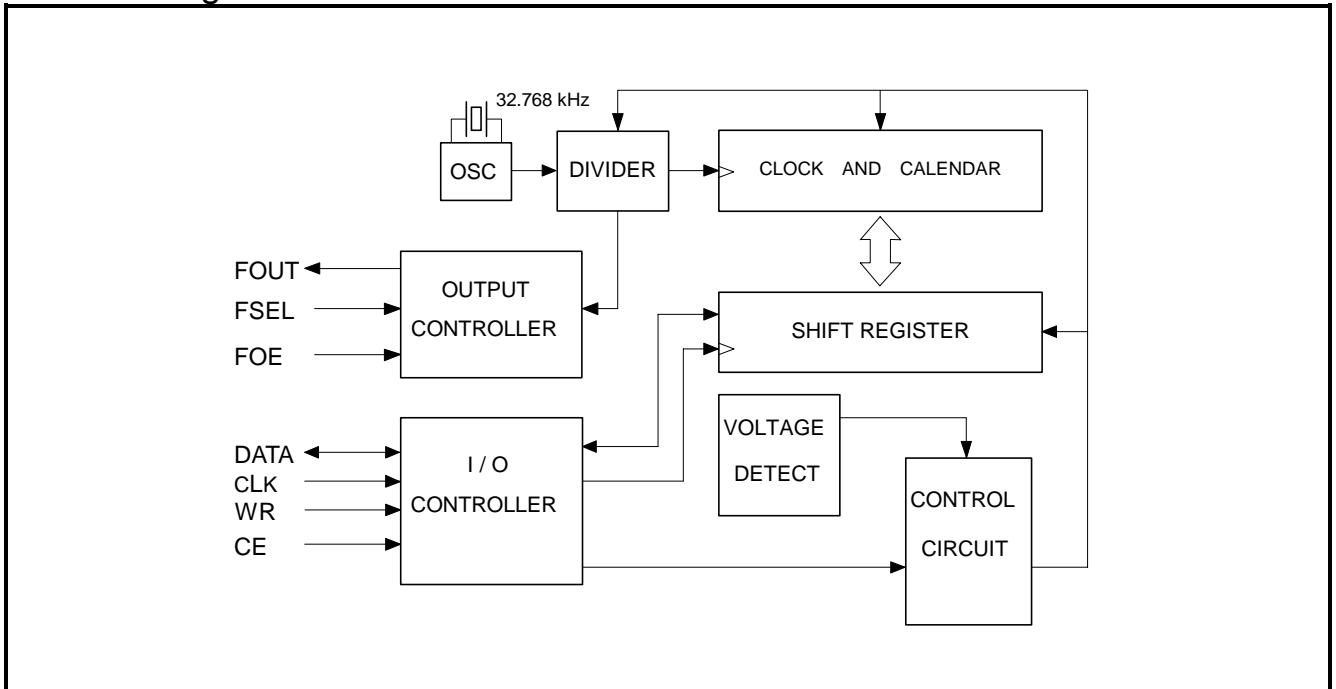 32.768 kHz
OSC
DIVIDER
CLOCK AND CALENDAR
FOUT
FSEL
FOE
OUTPUT
CONTROLLER
SHIFT REGISTER
DATA
CLK
WR
CE
I / O
CONTROLLER
VOLTAGE
DETECT
CONTROL
CIRCUIT